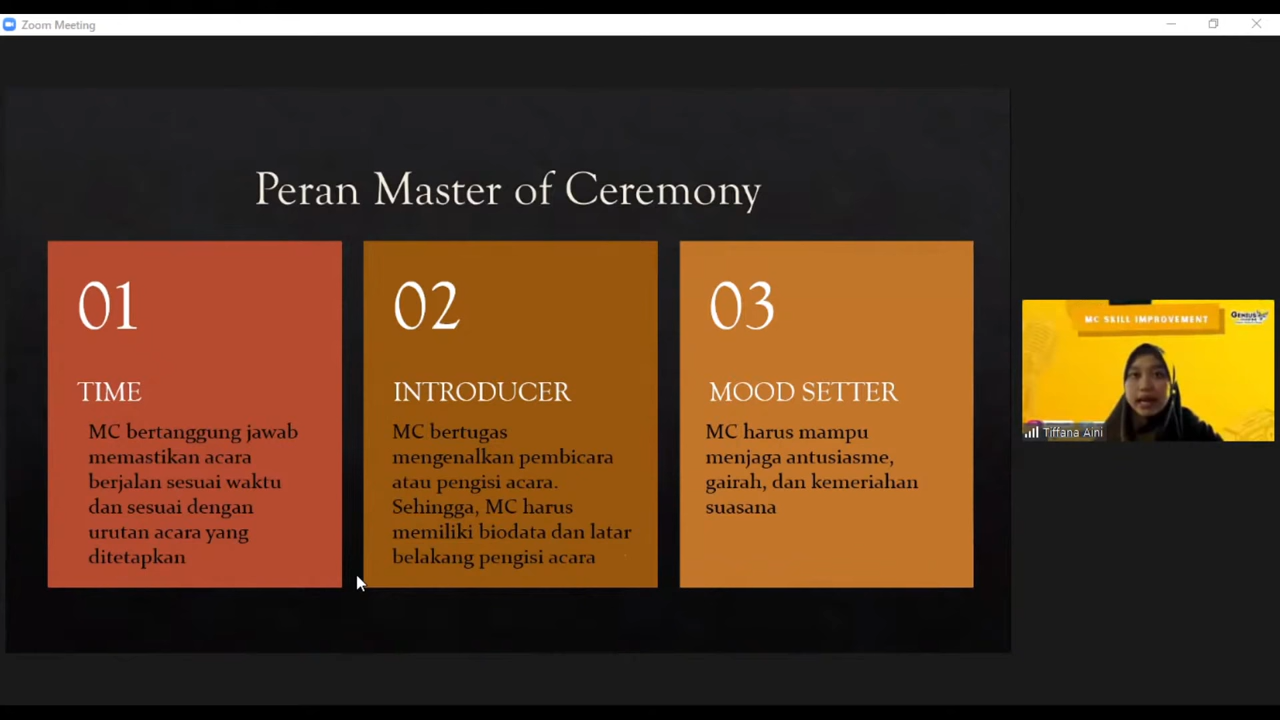 Zoom Meeting
Peran Master of Ceremony
01
TIME
MC bertanggung jawab
memastikan acara
berjalan sesuai waktu
dan sesuai dengan
urutan acara yang
ditetapkan
02
INTRODUCER
MC bertugas
mengenalkan pembicara
atau pengisi acara.
Sehingga, MC harus
memiliki biodata dan latar
belakang pengisi acara
03
MOOD SETTER
MC harus mampu
menjaga antusiasme,
gairah, dan kemeriahan
suasana
MC SKILL IMPROVEMENT
Tiffana Aini